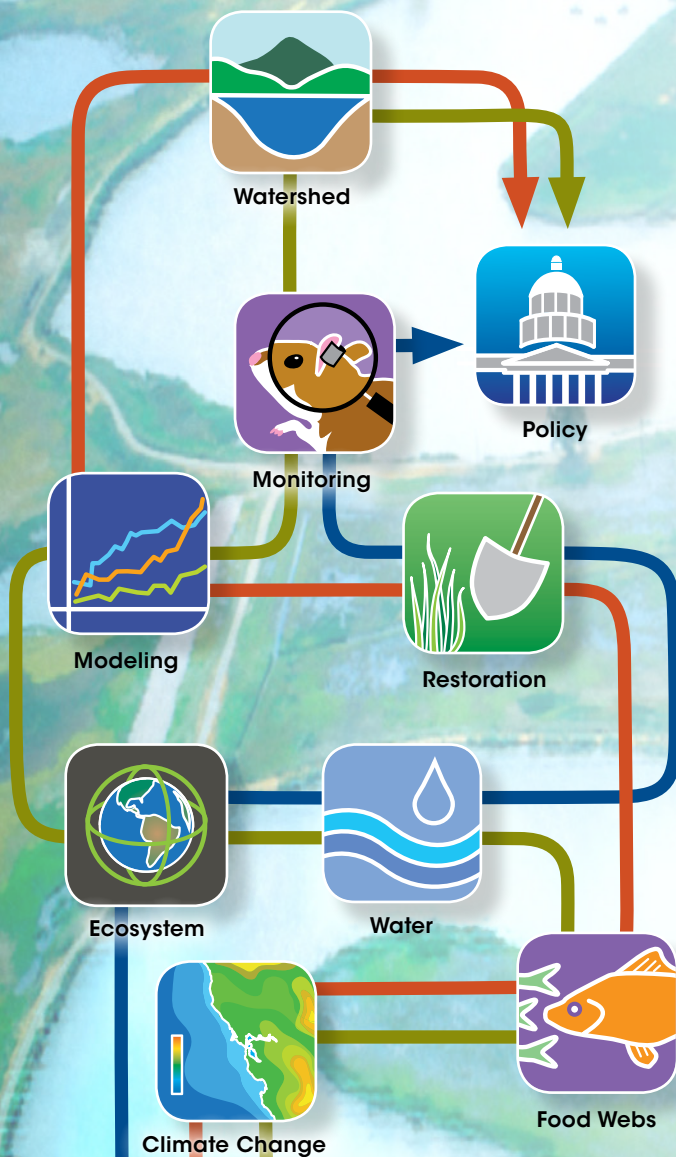 Watershed
Policy
Monitoring
Modeling
Restoration
Ecosystem
Water
Food Webs
Climate Change